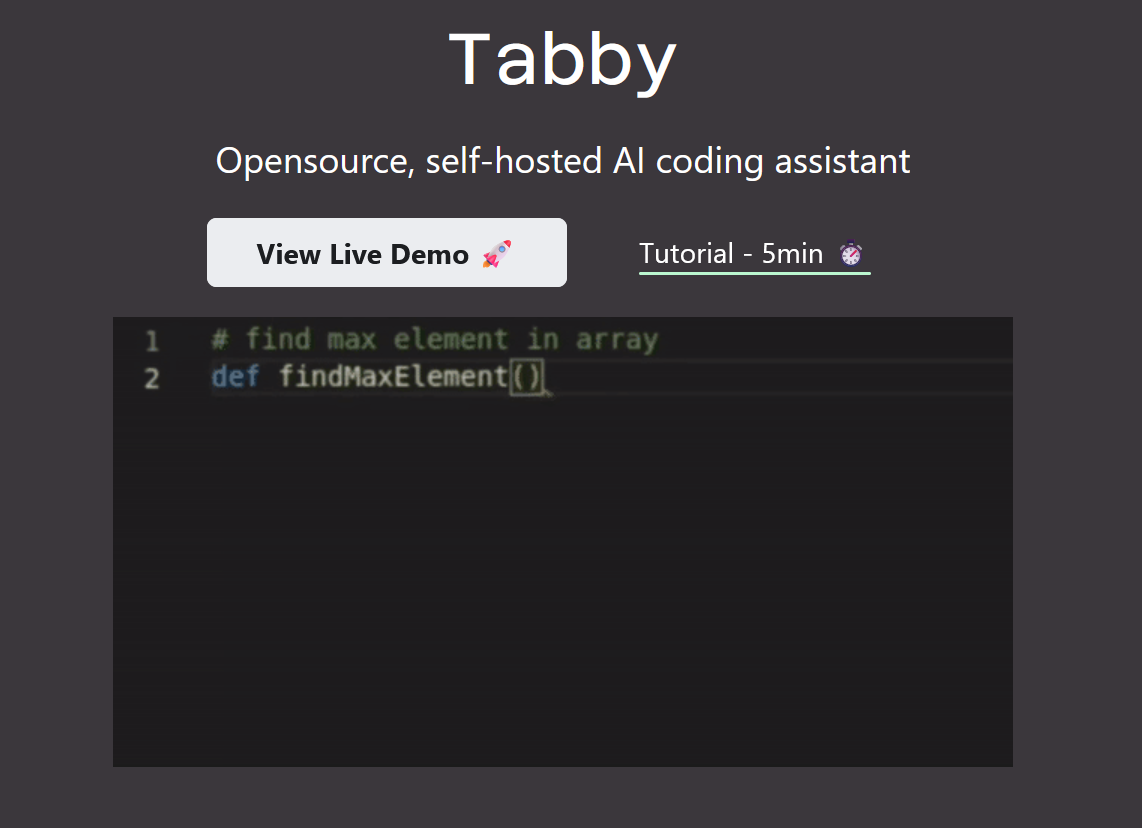 Tabby
Opensource, self-hosted AI coding assistant
View Live Demo 🚀
Tutorial - 5min ⏱
1 # find max element in array
2 def findMaxElement()